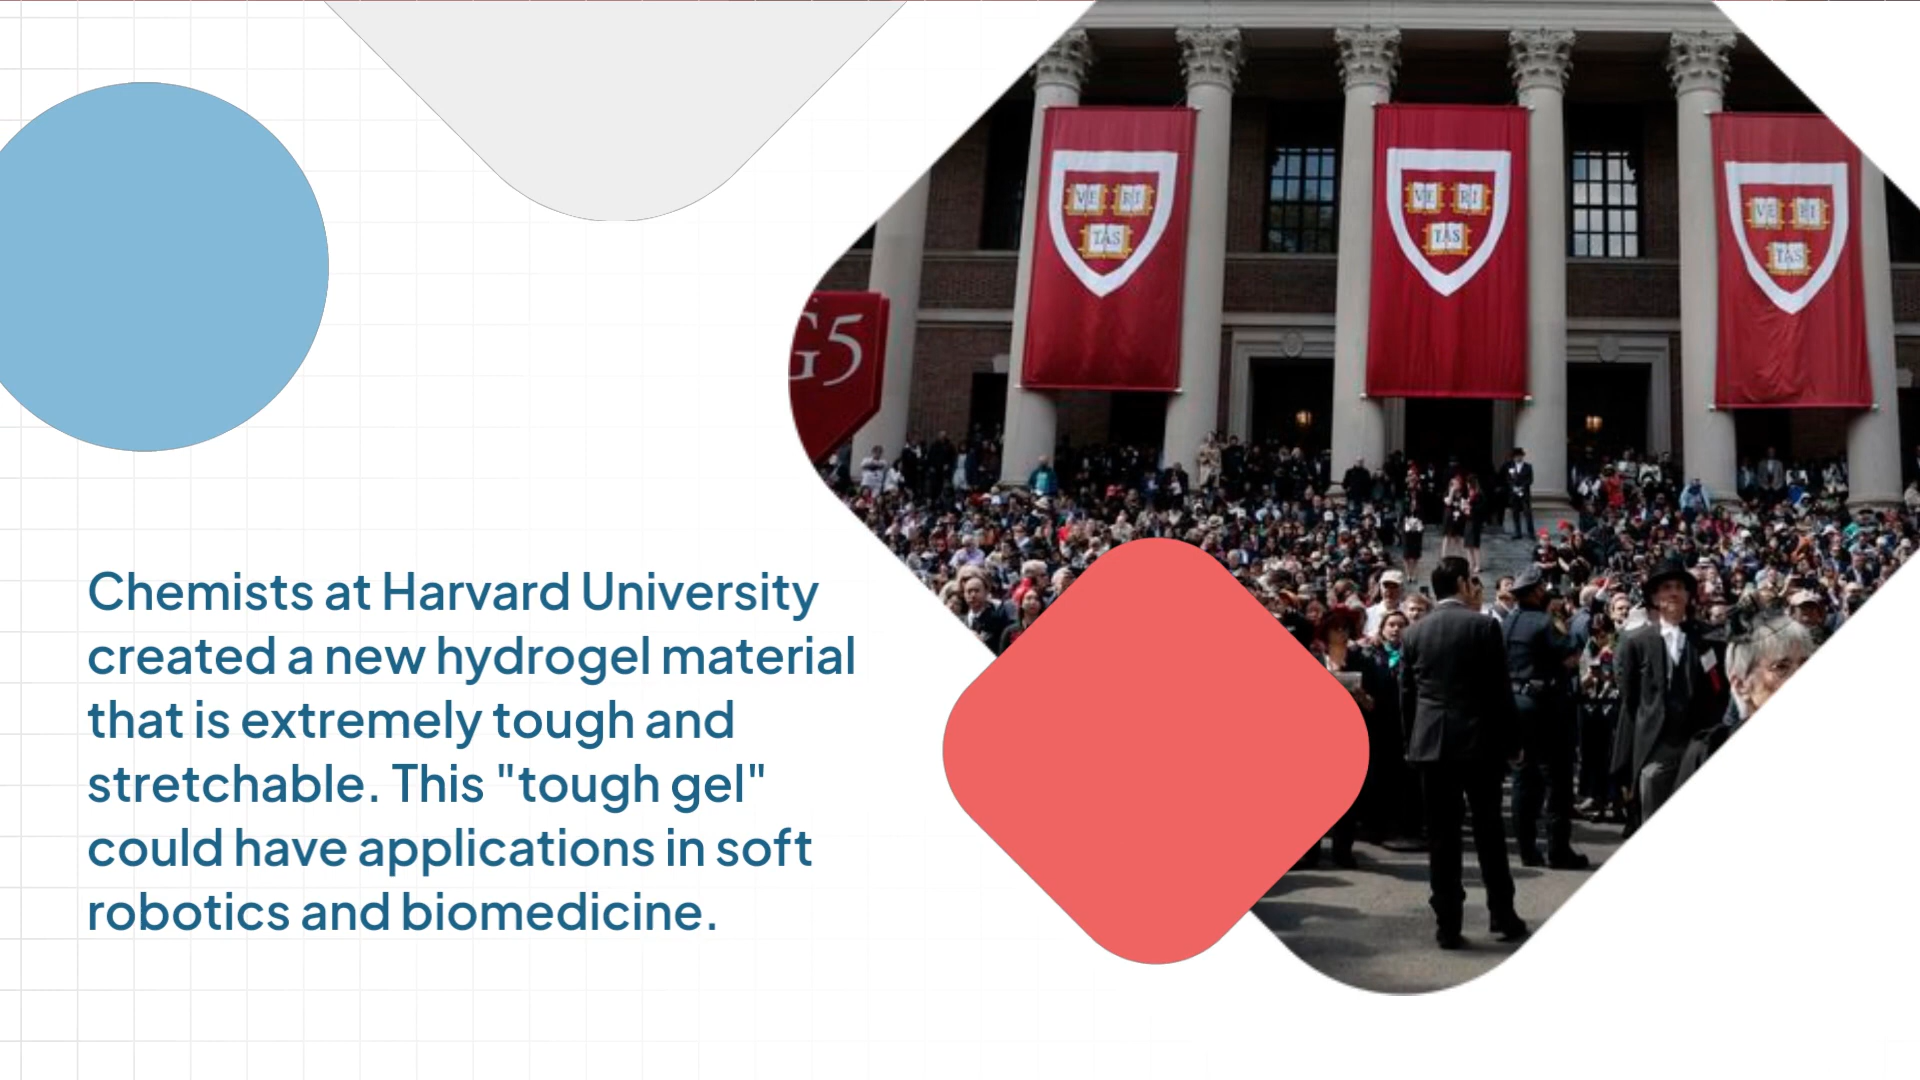 VE RI
TAS
VE RI
TAS
VE RI
TAS
G5
Chemists at Harvard University
created a new hydrogel material
that is extremely tough and
stretchable. This "tough gel"
could have applications in soft
robotics and biomedicine.